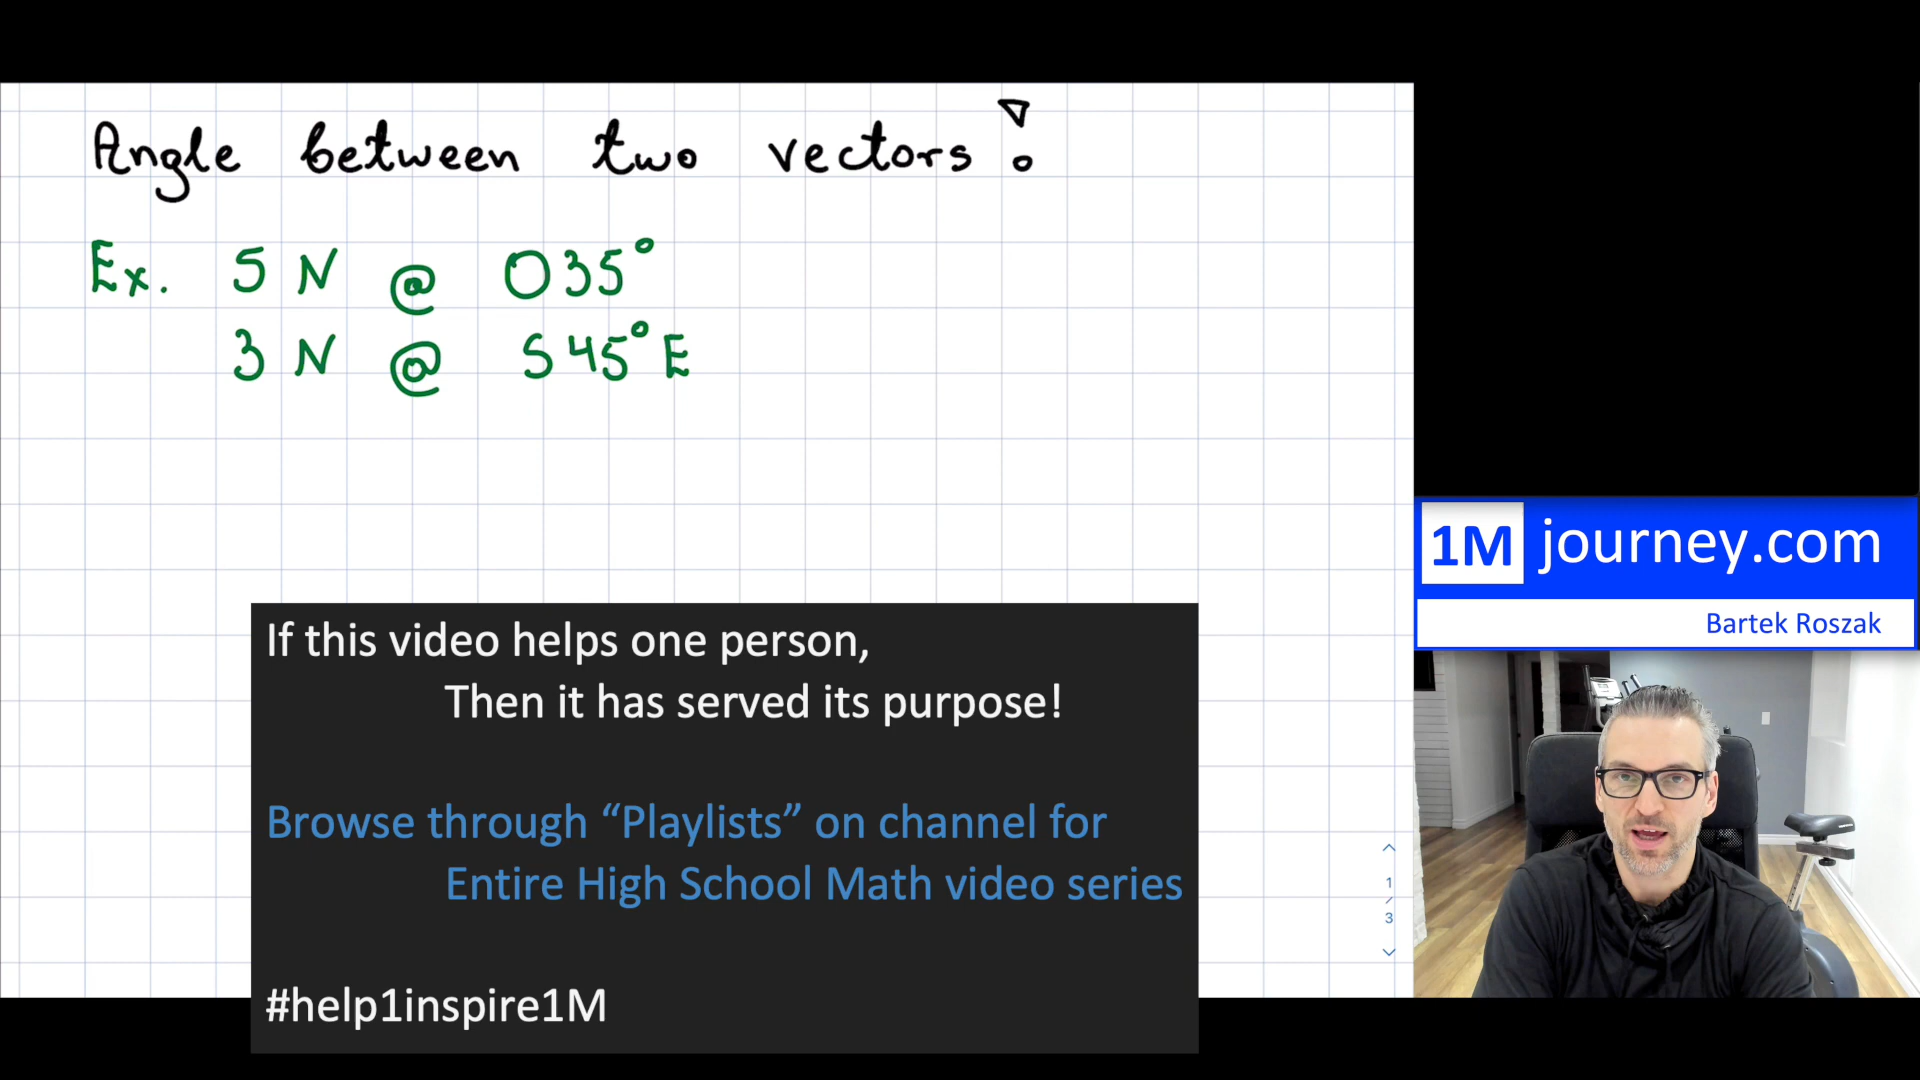 Angle between two vectors!
Ex. 5 N @ 035°
3 N @ S 45° E
1M journey.com
Bartek Roszak
If this video helps one person,
Then it has served its purpose!
Browse through “Playlists” on channel for
Entire High School Math video series
#help1inspire1M
1
/
3